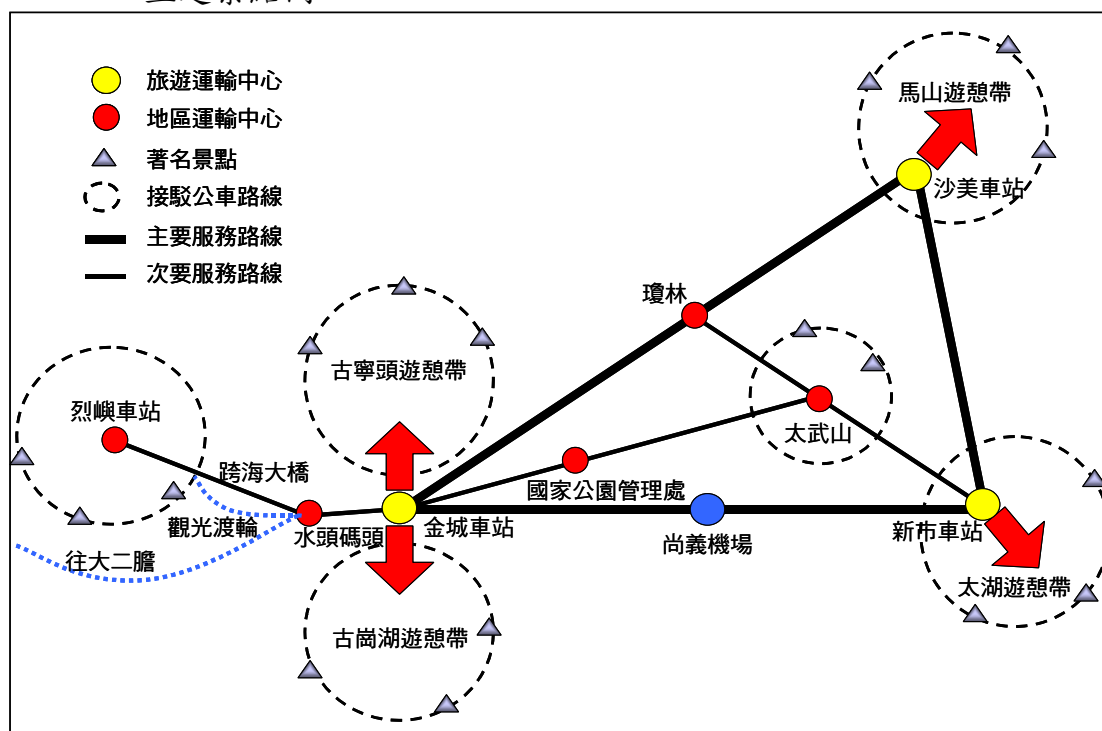 旅遊運輸中心
地區運輸中心
著名景點
接駁公車路線
主要服務路線
次要服務路線
馬山遊憩帶
沙美車站
瓊林
古寧頭遊憩帶
烈嶼車站
太武山
跨海大橋
國家公園管理處
觀光渡輪
水頭碼頭
金城車站
尚義機場
新市車站
往大二膽
太湖遊憩帶
古崗湖遊憩帶